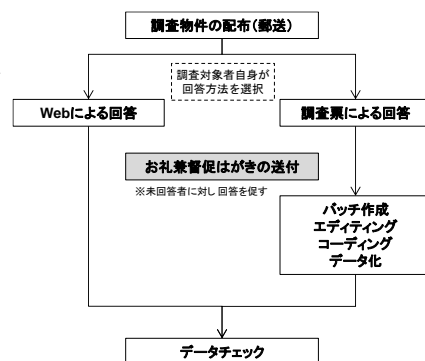 調査物件の配布(郵送)
調査対象者自身が
回答方法を選択
Webによる回答
調査票による回答
お礼兼督促はがきの送付
※未回答者に対し回答を促す
バッチ作成
エディティング
コーディング
データ化
データチェック